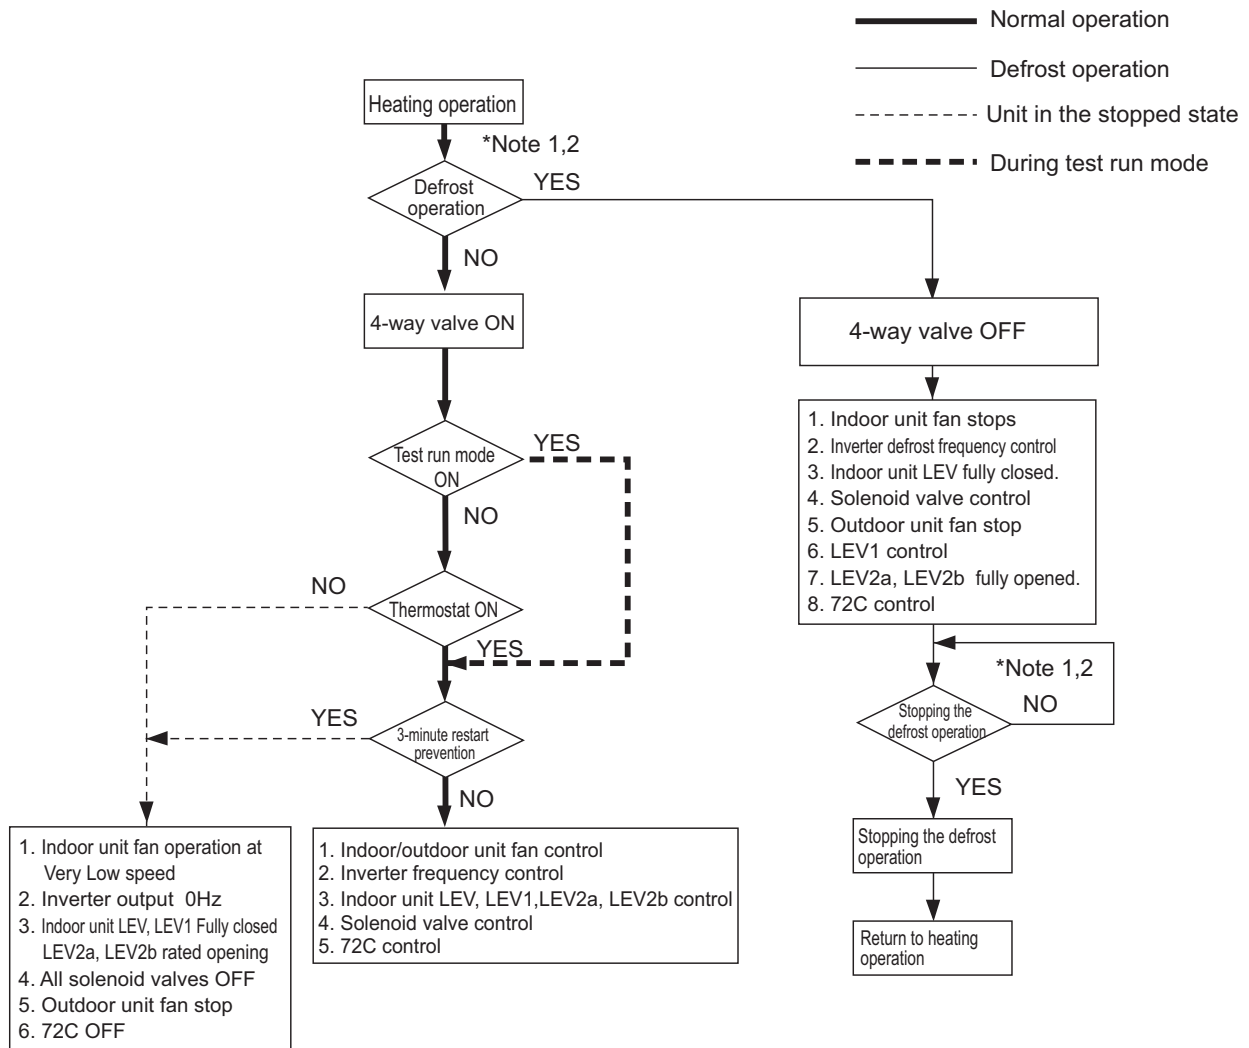 Normal operation
Defrost operation
Unit in the stopped state
During test run mode
Heating operation
*Note 1,2
Defrost
operation
YES
NO
4-way valve ON
4-way valve OFF
Test run mode
ON
YES
NO
1. Indoor unit fan stops
2. Inverter defrost frequency control
3. Indoor unit LEV fully closed.
4. Solenoid valve control
5. Outdoor unit fan stop
6. LEV1 control
7. LEV2a, LEV2b fully opened.
8. 72C control
NO
Thermostat ON
YES
*Note 1,2
YES
3-minute restart
prevention
NO
Stopping the
defrost operation
NO
YES
1. Indoor unit fan operation at
Very Low speed
2. Inverter output 0Hz
3. Indoor unit LEV, LEV1 Fully closed
LEV2a, LEV2b rated opening
4. All solenoid valves OFF
5. Outdoor unit fan stop
6. 72C OFF
1. Indoor/outdoor unit fan control
2. Inverter frequency control
3. Indoor unit LEV, LEV1,LEV2a, LEV2b control
4. Solenoid valve control
5. 72C control
Stopping the defrost
operation
Return to heating
operation